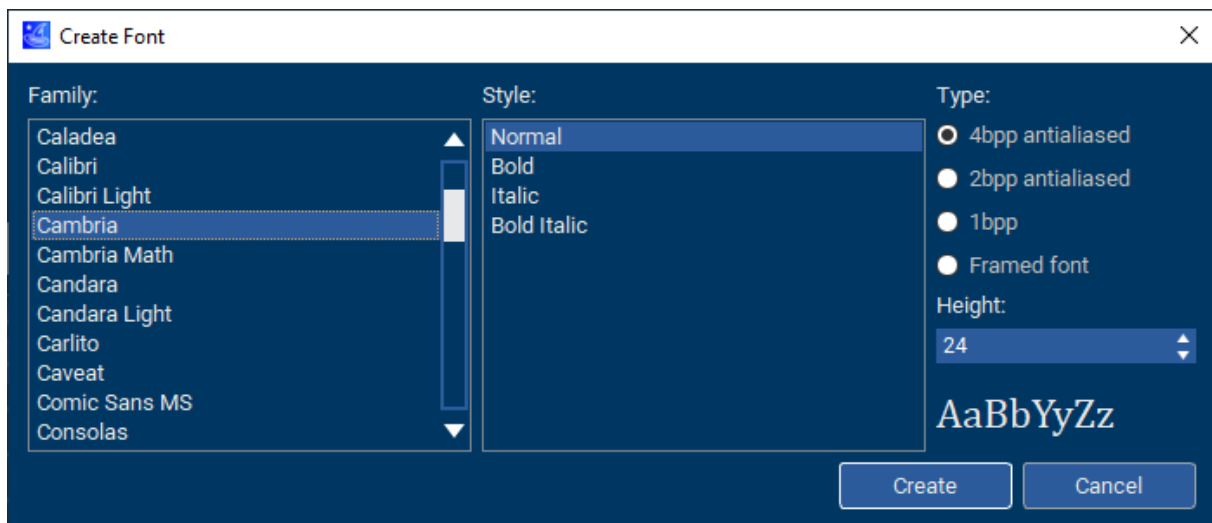 Create Font
Family:
Caladea
Calibri
Calibri Light
Cambria
Cambria Math
Candara
Candara Light
Carlito
Caveat
Comic Sans MS
Consolas
Style:
Normal
Bold
Italic
Bold Italic
Type:
4bpp antialiased
2bpp antialiased
1bpp
Framed font
Height:
24
AaBbYyZz
Create
Cancel